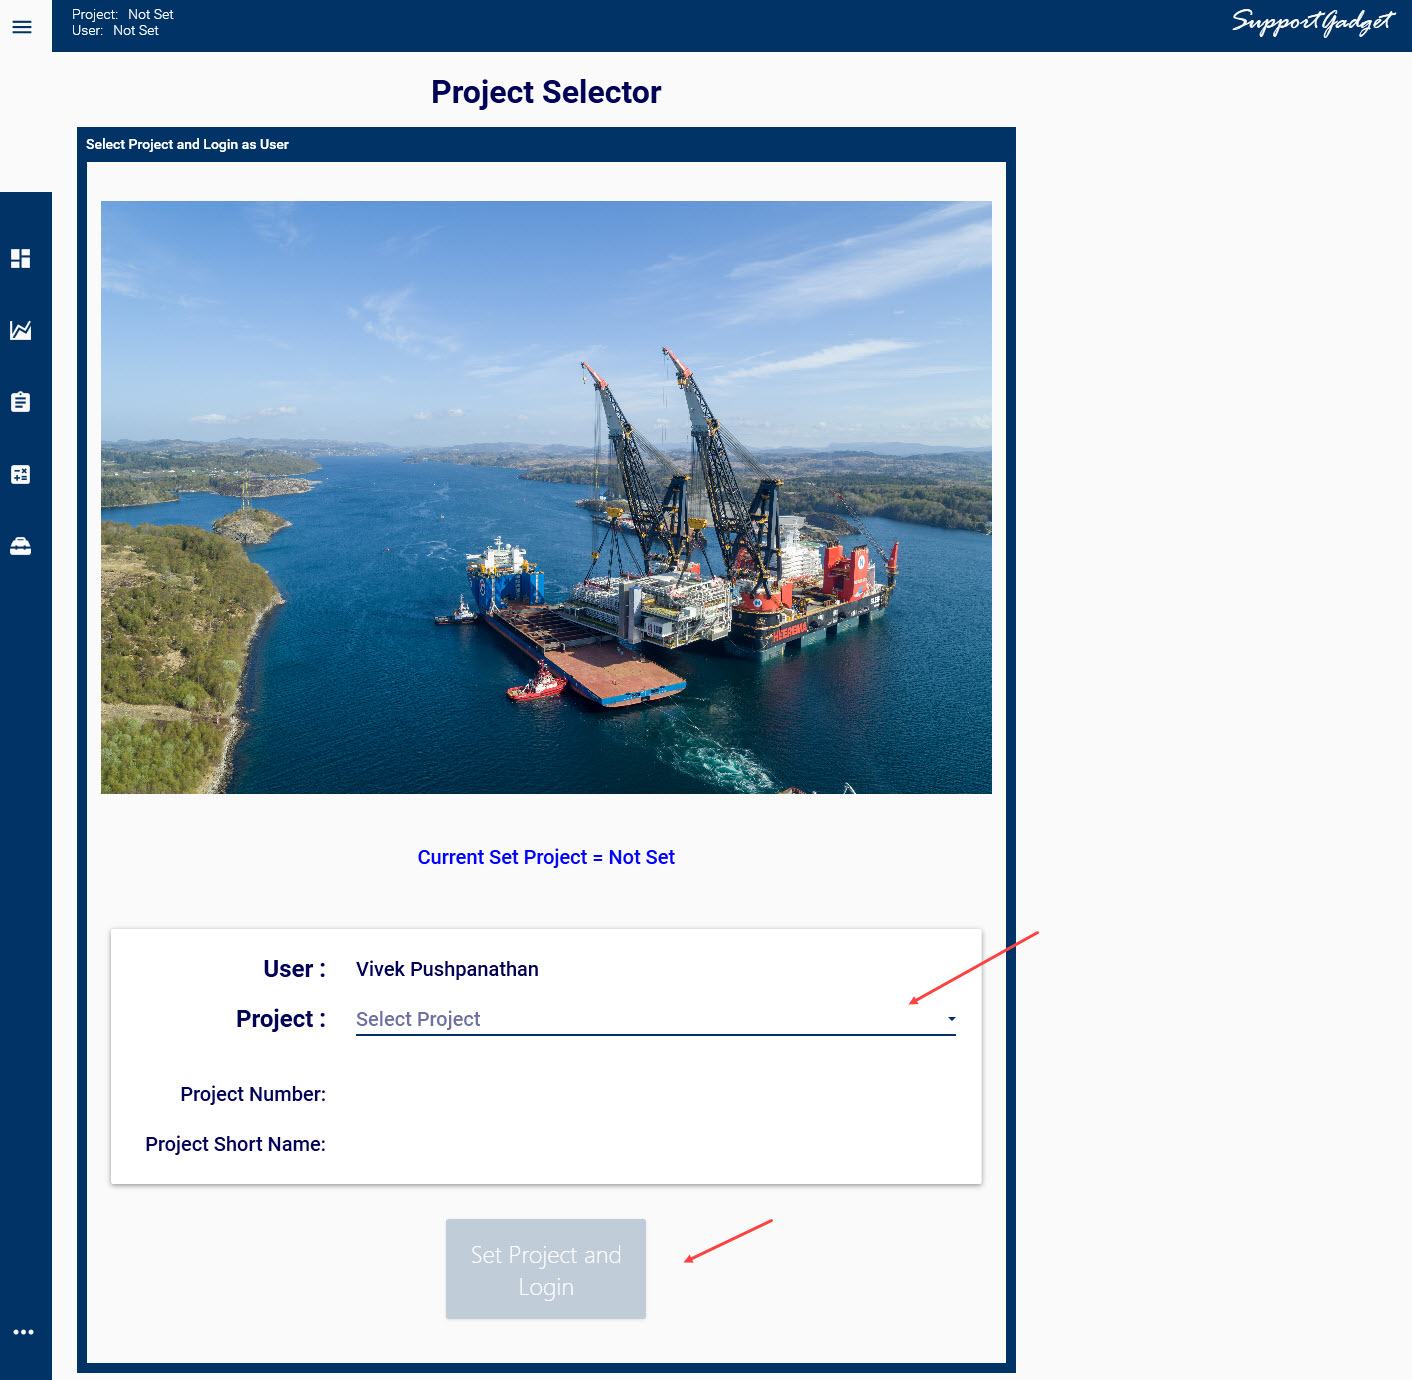 Project: Not Set
User: Not Set
SupportGadget
Project Selector
Select Project and Login as User
HEEREMA
Current Set Project = Not Set
User : Vivek Pushpanathan
Project : Select Project
Project Number:
Project Short Name:
Set Project and
Login